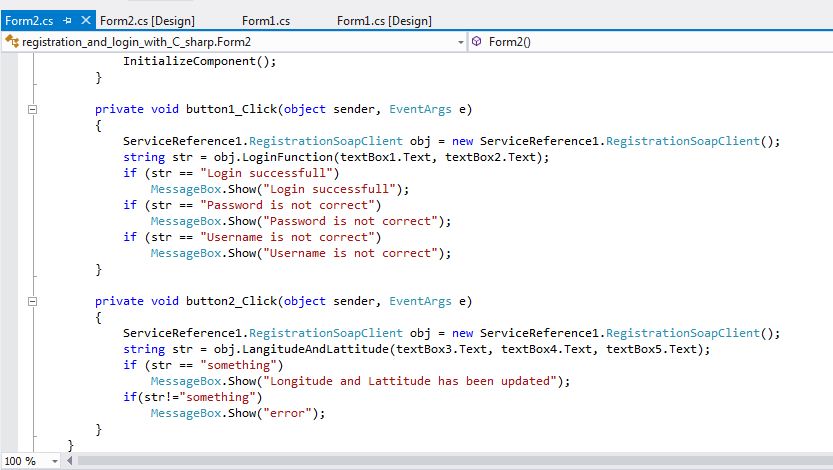 Form2.cs Form2.cs [Design] Form1.cs Form1.cs [Design]
registration_and_login_with_C_sharp.Form2 Form2()
InitializeComponent();
}
private void button1_Click(object sender, EventArgs e)
{
ServiceReference1.RegistrationSoapClient obj = new ServiceReference1.RegistrationSoapClient();
string str = obj.LoginFunction(textBox1.Text, textBox2.Text);
if (str == "Login successfull")
MessageBox.Show("Login successfull");
if (str == "Password is not correct")
MessageBox.Show("Password is not correct");
if (str == "Username is not correct")
MessageBox.Show("Username is not correct");
}
private void button2_Click(object sender, EventArgs e)
{
ServiceReference1.RegistrationSoapClient obj = new ServiceReference1.RegistrationSoapClient();
string str = obj.LangitudeAndLattitude(textBox3.Text, textBox4.Text, textBox5.Text);
if (str == "something")
MessageBox.Show("Longitude and Lattitude has been updated");
if(str!="something")
MessageBox.Show("error");
}
}
100 %